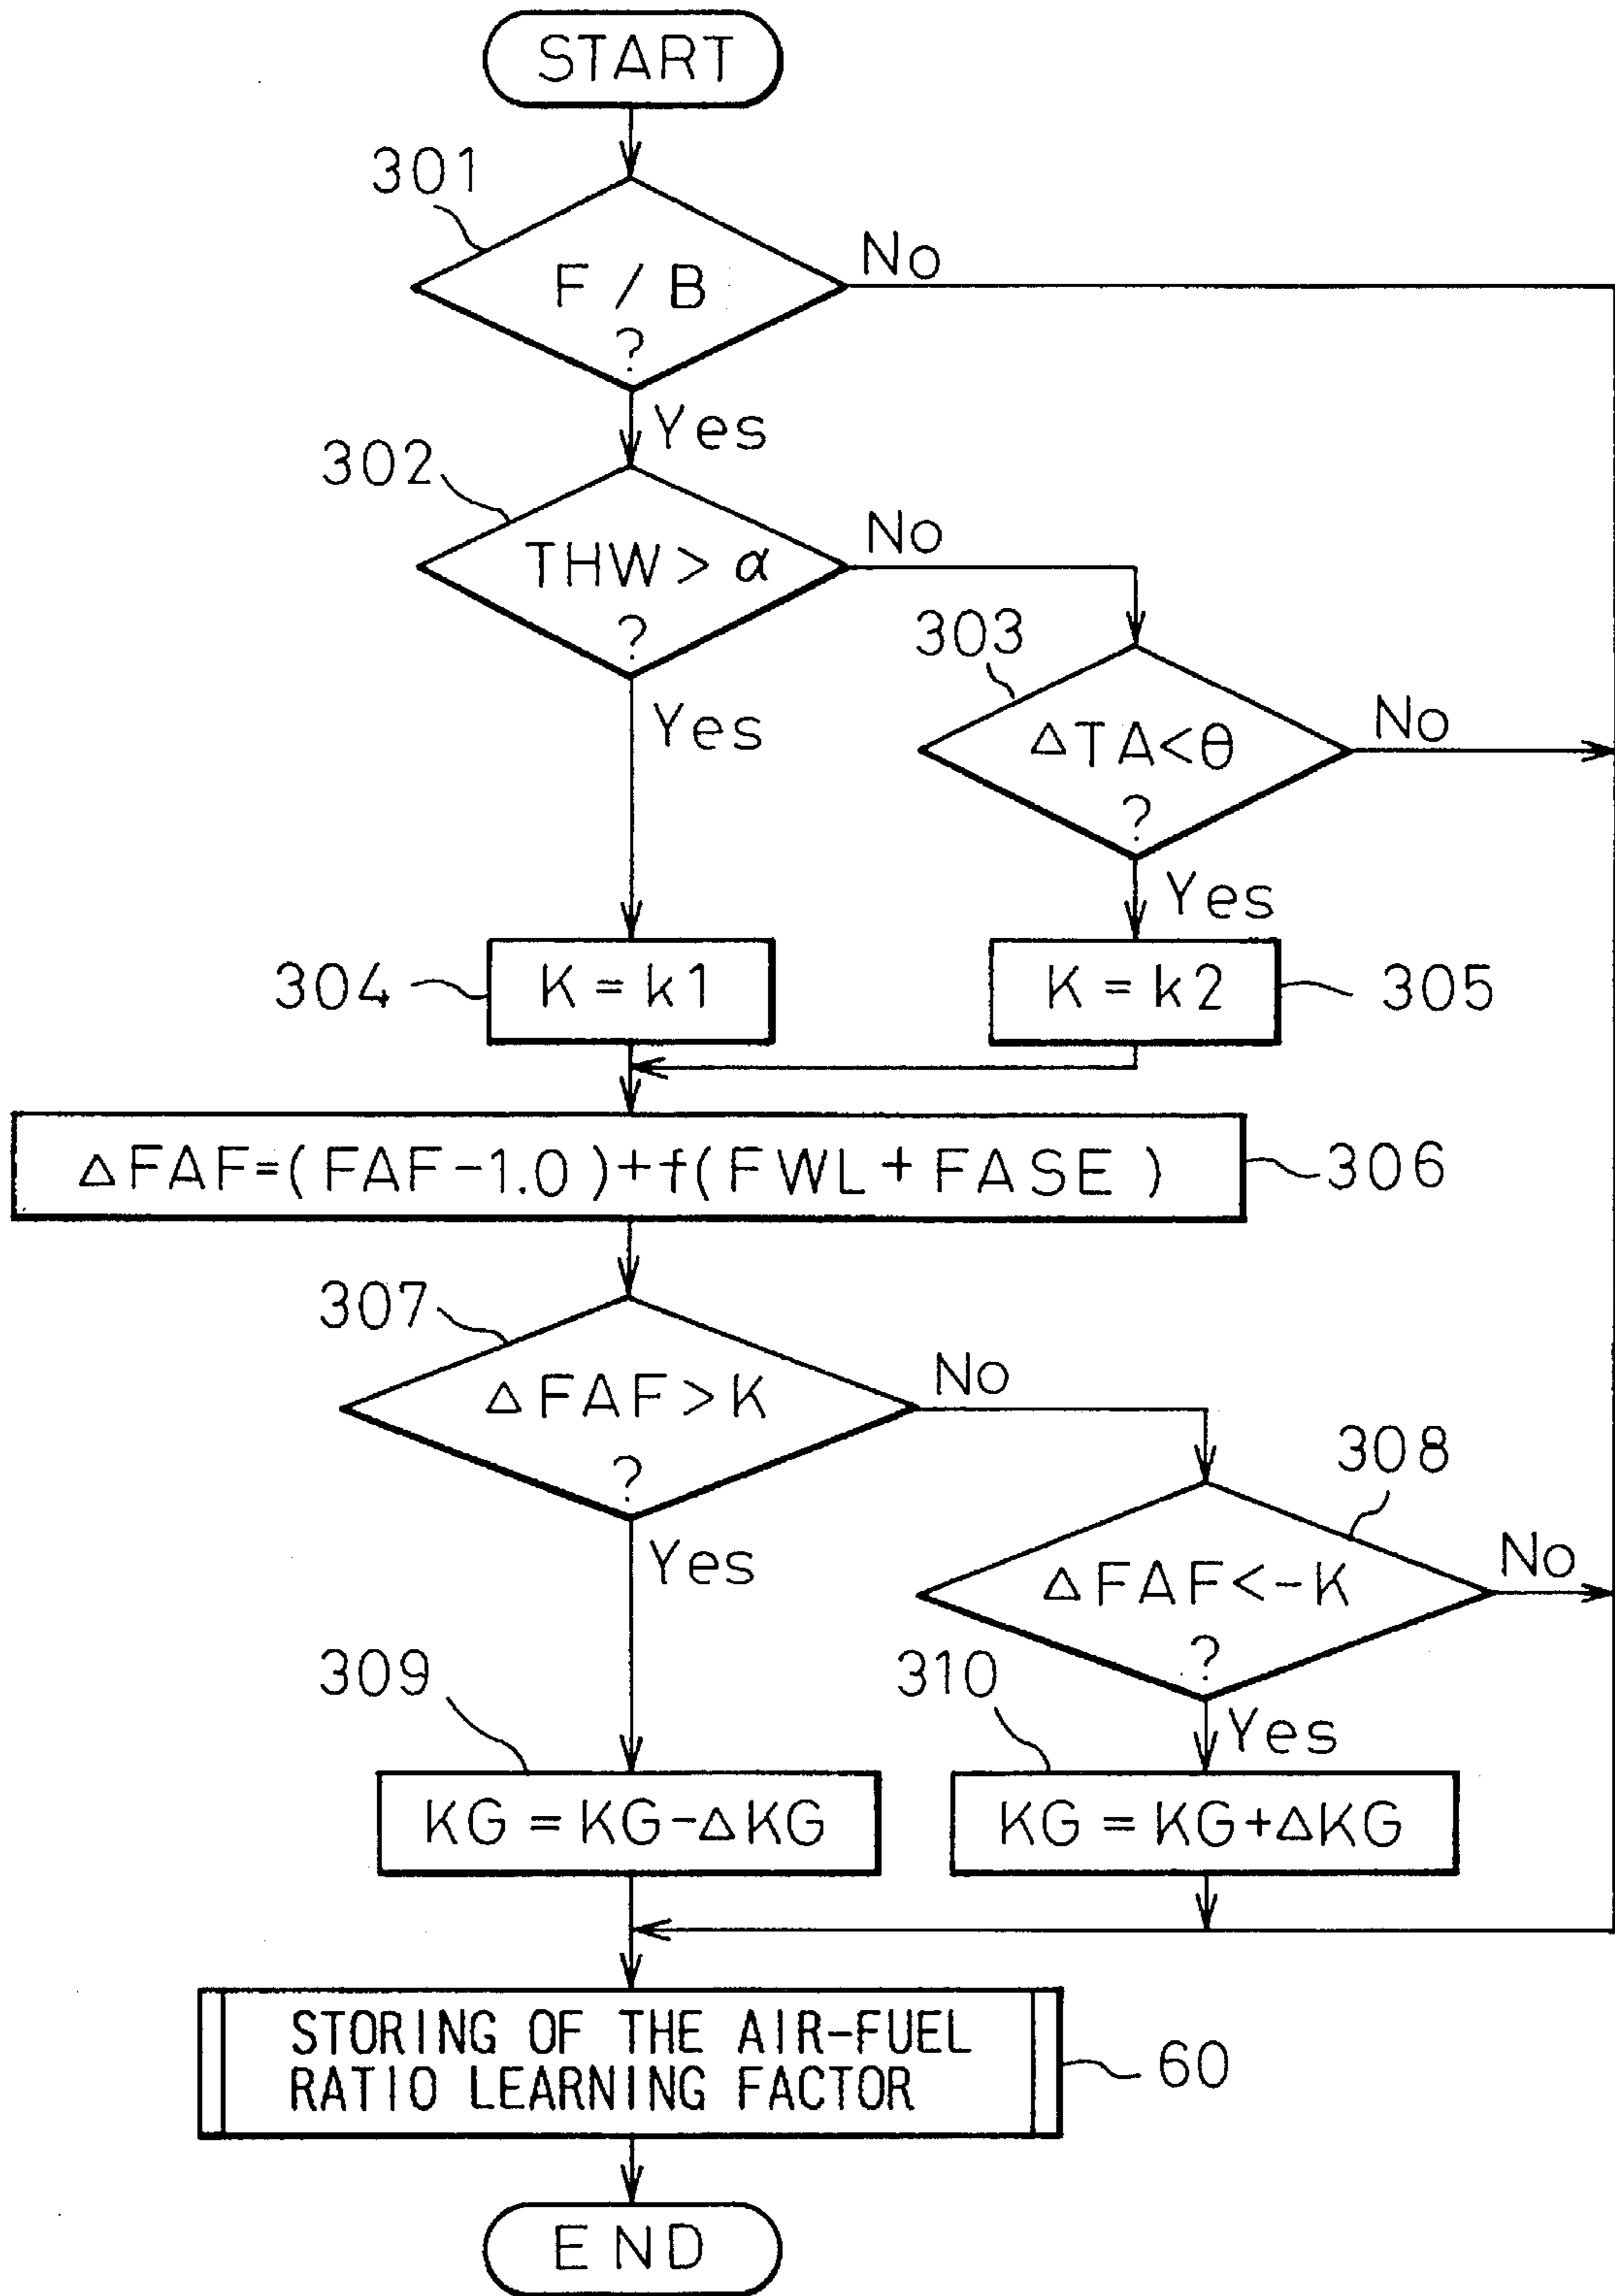 START
301
F / B
?
No
Yes
302
THW > α
?
No
Yes
303
ΔTA<θ
?
No
Yes
304
K = k1
K = k2
305
ΔFAF=(FAF-1.0)+f(FWL+FASE)
306
307
ΔFAF>K
?
No
Yes
308
ΔFAF<-K
?
No
Yes
309
KG = KG-ΔKG
310
KG = KG+ΔKG
STORING OF THE AIR-FUEL
RATIO LEARNING FACTOR
60
END